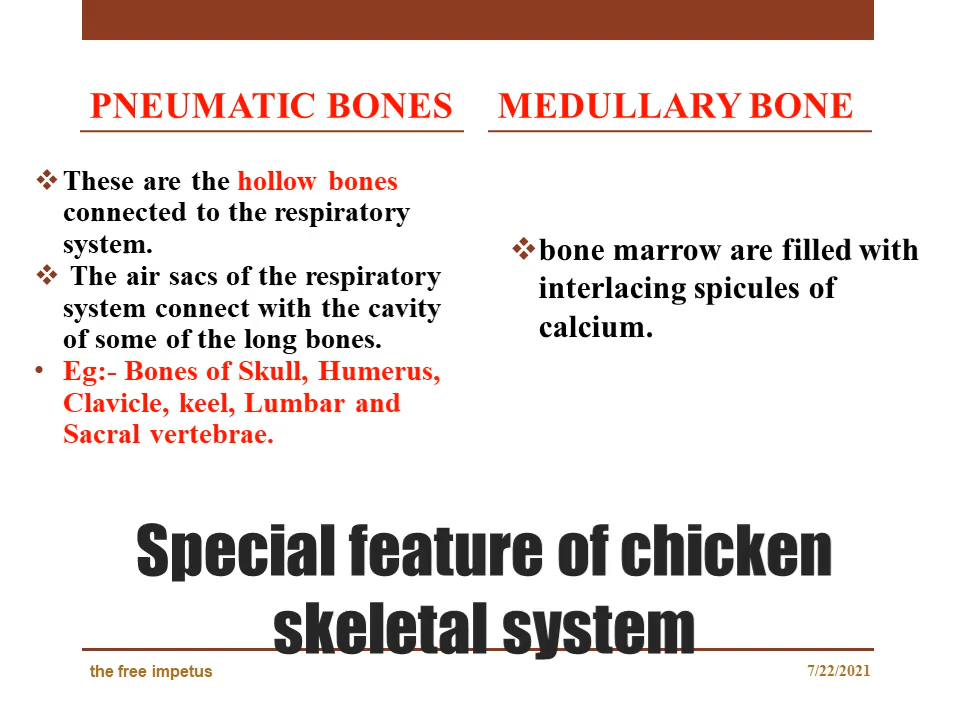 PNEUMATIC BONES
❖ These are the hollow bones
connected to the respiratory
system.
❖ The air sacs of the respiratory
system connect with the cavity
of some of the long bones.
• Eg:- Bones of Skull, Humerus,
Clavicle, keel, Lumbar and
Sacral vertebrae.
MEDULLARY BONE
❖ bone marrow are filled with
interlacing spicules of
calcium.
Special feature of chicken
skeletal system
the free impetus
7/22/2021